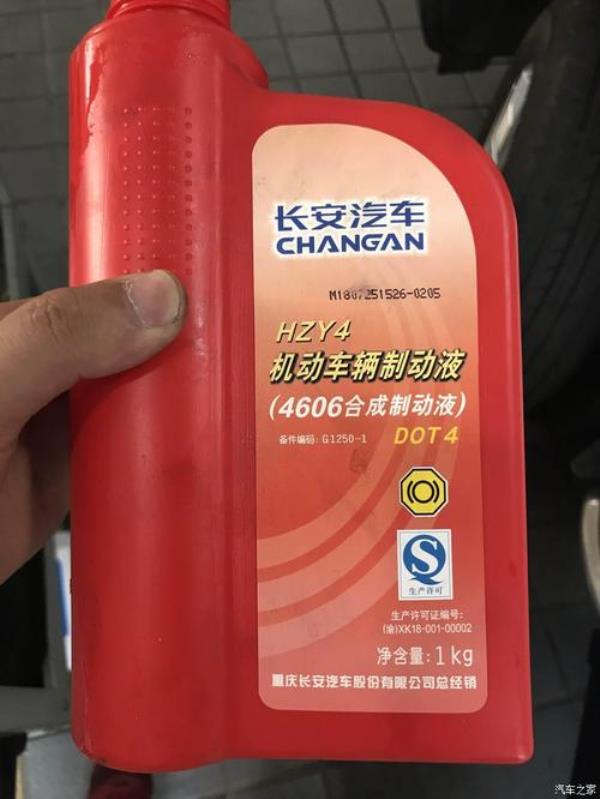 长安汽车
CHANGAN
M1807251526-0205
HZY4
机动车辆制动液
(4606合成制动液)
备件编码: G1250-1 DOT 4
生产许可
生产许可证编号:
(渝)XK18-001-00002
净含量: 1kg
重庆长安汽车股份有限公司总经销
汽车之家